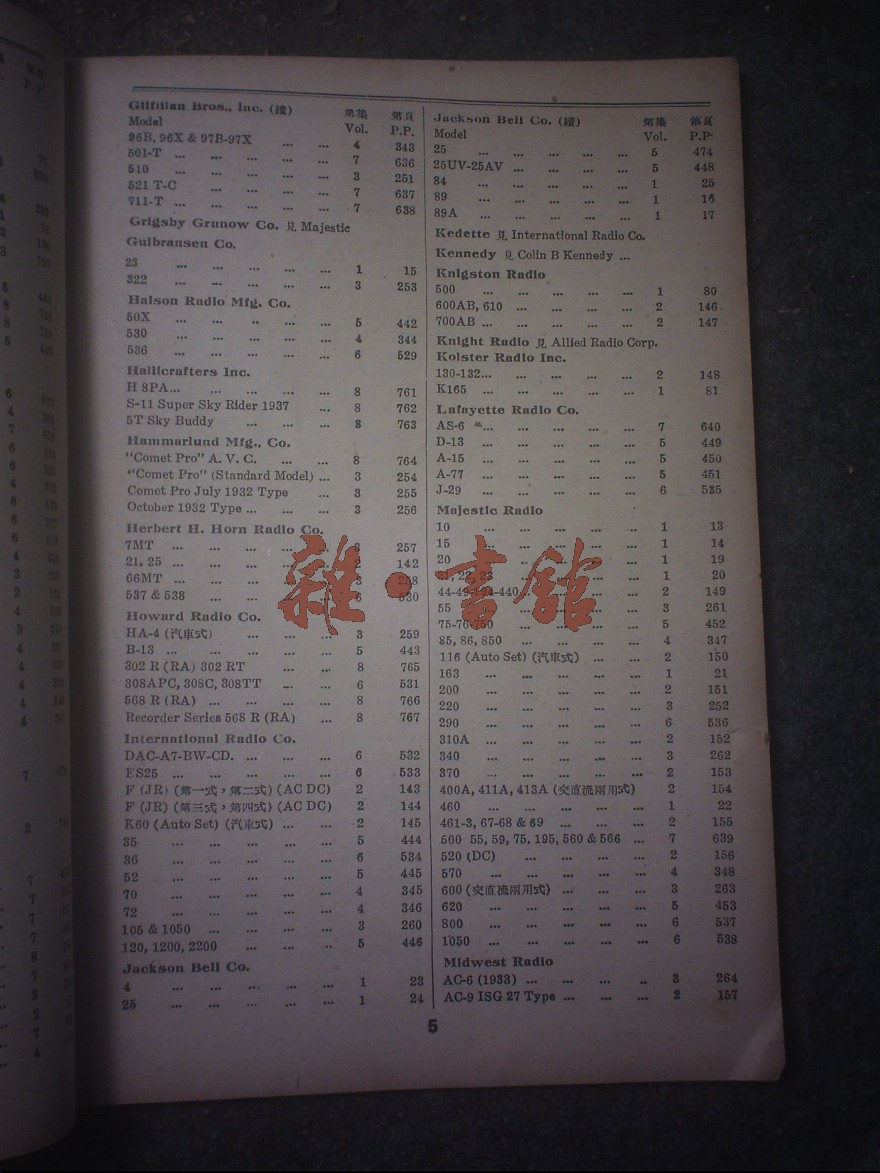 Gilfillan Bros., Inc. (續) 第集 第頁
Model Vol. P.P.
96B, 96X & 97B-97X ... ... 4 343
501-T ... ... ... ... ... 7 636
510 ... ... ... ... ... 3 251
521 T-C ... ... ... ... 7 637
711-T ... ... ... ... ... 7 638
Grigsby Grunow Co. 見 Majestic
Gulbransen Co.
23 ... ... ... ... ... 1 15
322 ... ... ... ... ... 3 253
Halson Radio Mfg. Co.
50X ... ... .. ... ... 5 442
530 ... ... ... ... ... 4 344
536 ... ... ... ... ... 6 529
Hallicrafters Inc.
H 8PA... ... ... ... ... 8 761
S-11 Super Sky Rider 1937 ... 8 762
5T Sky Buddy ... ... ... 8 763
Hammarlund Mfg., Co.
"Comet Pro" A. V. C. ... ... 8 764
"Comet Pro" (Standard Model) ... 3 254
Comet Pro July 1932 Type ... 3 255
October 1932 Type ... ... ... 3 256
Herbert H. Horn Radio Co.
7MT ... ... ... ... 257
21, 25 ... ... ... ... 142
66MT ... ... ... ...
537 & 538 ... ... ... 530
Howard Radio Co.
HA-4 (汽車式) ... ... ... 3 259
B-13 ... ... ... ... ... 5 443
302 R (RA) 302 RT ... ... 8 765
308APC, 308C, 308TT ... ... 6 531
568 R (RA) ... ... ... ... 8 766
Recorder Series 568 R (RA) ... 8 767
International Radio Co.
DAC-A7-BW-CD. ... ... ... 6 532
ES25 ... ... ... ... ... 6 533
F (JR) (第一式，第二式) (AC DC) 2 143
F (JR) (第三式，第四式) (AC DC) 2 144
K60 (Auto Set) (汽車式) ... ... 2 145
35 ... ... ... ... ... 5 444
36 ... ... ... ... ... 6 534
52 ... ... ... ... ... 5 445
70 ... ... ... ... ... 4 345
72 ... ... ... ... ... 4 346
105 & 1050 ... ... ... ... 3 260
120, 1200, 2200 ... ... ... 5 446
Jackson Bell Co.
4 ... ... ... ... ... 1 23
25 ... ... ... ... ... 1 24
Jackson Bell Co. (續) 第集 第頁
Model Vol. P.P.
25 ... ... ... ... ... 5 474
25UV-25AV ... ... ... ... 5 448
84 ... ... ... ... ... 1 25
89 ... ... ... ... ... 1 16
89A ... ... ... ... ... 1 17
Kedette 見 International Radio Co.
Kennedy 見 Colin B Kennedy ...
Knigston Radio
500 ... ... ... ... ... 1 80
600AB, 610 ... ... ... ... 2 146
700AB ... ... ... ... ... 2 147
Knight Radio 見 Allied Radio Corp.
Kolster Radio Inc.
130-132... ... ... ... ... 2 148
K165 ... ... ... ... ... 1 81
Lafayette Radio Co.
AS-6 ... ... ... ... ... 7 640
D-13 ... ... ... ... ... 5 449
A-15 ... ... ... ... ... 5 450
A-77 ... ... ... ... ... 5 451
J-29 ... ... ... ... ... 6 535
Majestic Radio
10 ... ... ... ... ... 1 13
15 ... ... ... ... 1 14
20 ... ... ... 1 19
22, 23 ... ... 1 20
44-49-194-440 ... 2 149
55 ... ... ... 3 261
75-76-750 ... ... ... 5 452
85, 86, 850 ... ... ... ... 4 347
116 (Auto Set) (汽車式) ... ... 2 150
163 ... ... ... ... ... 1 21
200 ... ... ... ... ... 2 151
220 ... ... ... ... ... 3 252
290 ... ... ... ... ... 6 536
310A ... ... ... ... ... 2 152
340 ... ... ... ... ... 3 262
370 ... ... ... ... ... 2 153
400A, 411A, 413A (交直流兩用式) 2 154
460 ... ... ... ... ... 1 22
461-3, 67-68 & 69 ... ... ... 2 155
500 55, 59, 75, 195, 560 & 566 ... 7 639
520 (DC) ... ... ... ... 2 156
570 ... ... ... ... ... 4 348
600 (交直流兩用式) ... ... ... 3 263
620 ... ... ... ... ... 5 453
800 ... ... ... ... ... 6 537
1050 ... ... ... ... ... 6 538
Midwest Radio
AC-6 (1933) ... ... ... .. 3 264
AC-9 ISG 27 Type ... ... ... 2 157
5
雜·書館